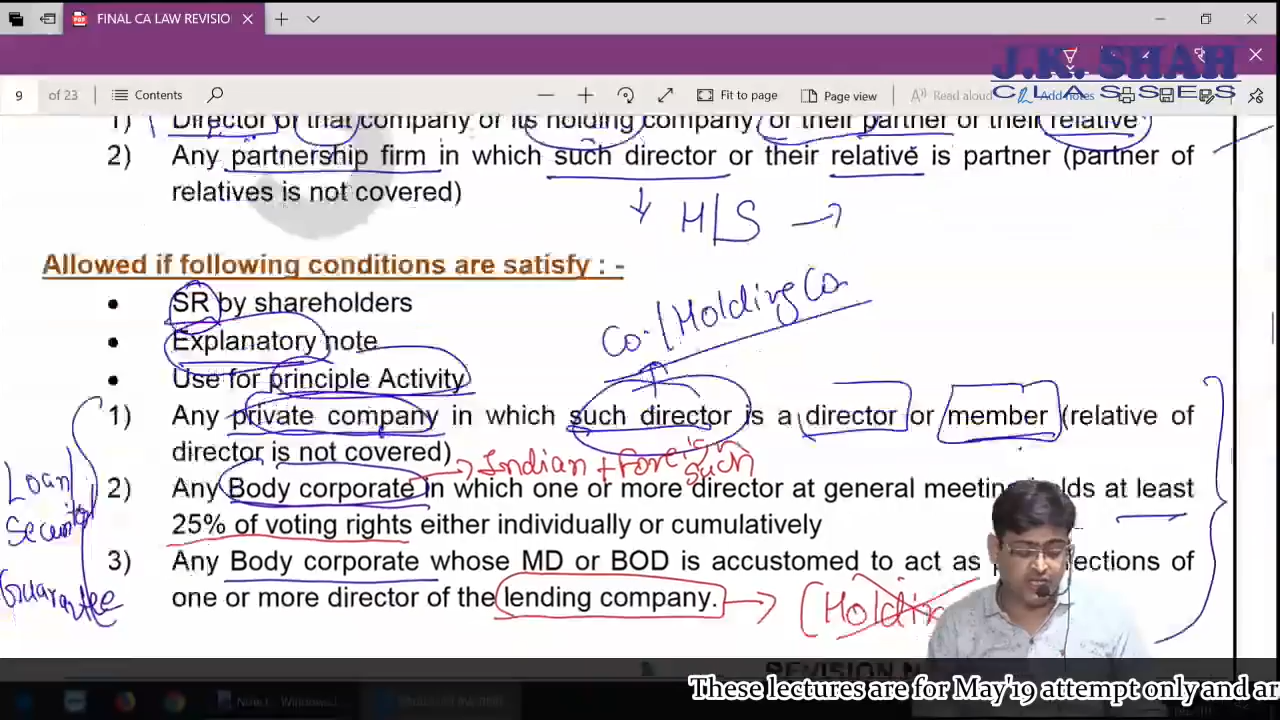 FINAL CA LAW REVISIO
J.K. SHAH
CLASSES
9 of 23 Contents Fit to page Page view Read aloud Add notes
1) Director or that company or its holding company or their partner of their relative
2) Any partnership firm in which such director or their relative is partner (partner of
relatives is not covered)
H/S
Allowed if following conditions are satisfy : -
• SR by shareholders
Co./Holding Co.
• Explanatory note
• Use for principle Activity
1) Any private company in which such director is a director or member (relative of
director is not covered)
Indian + Foreign
such
2) Any Body corporate in which one or more director at general meeting at least
25% of voting rights either individually or cumulatively
3) Any Body corporate whose MD or BOD is accustomed to act as
one or more director of the lending company.
Loan
Security
Guarantee
These lectures are for May'19 attempt only and ar